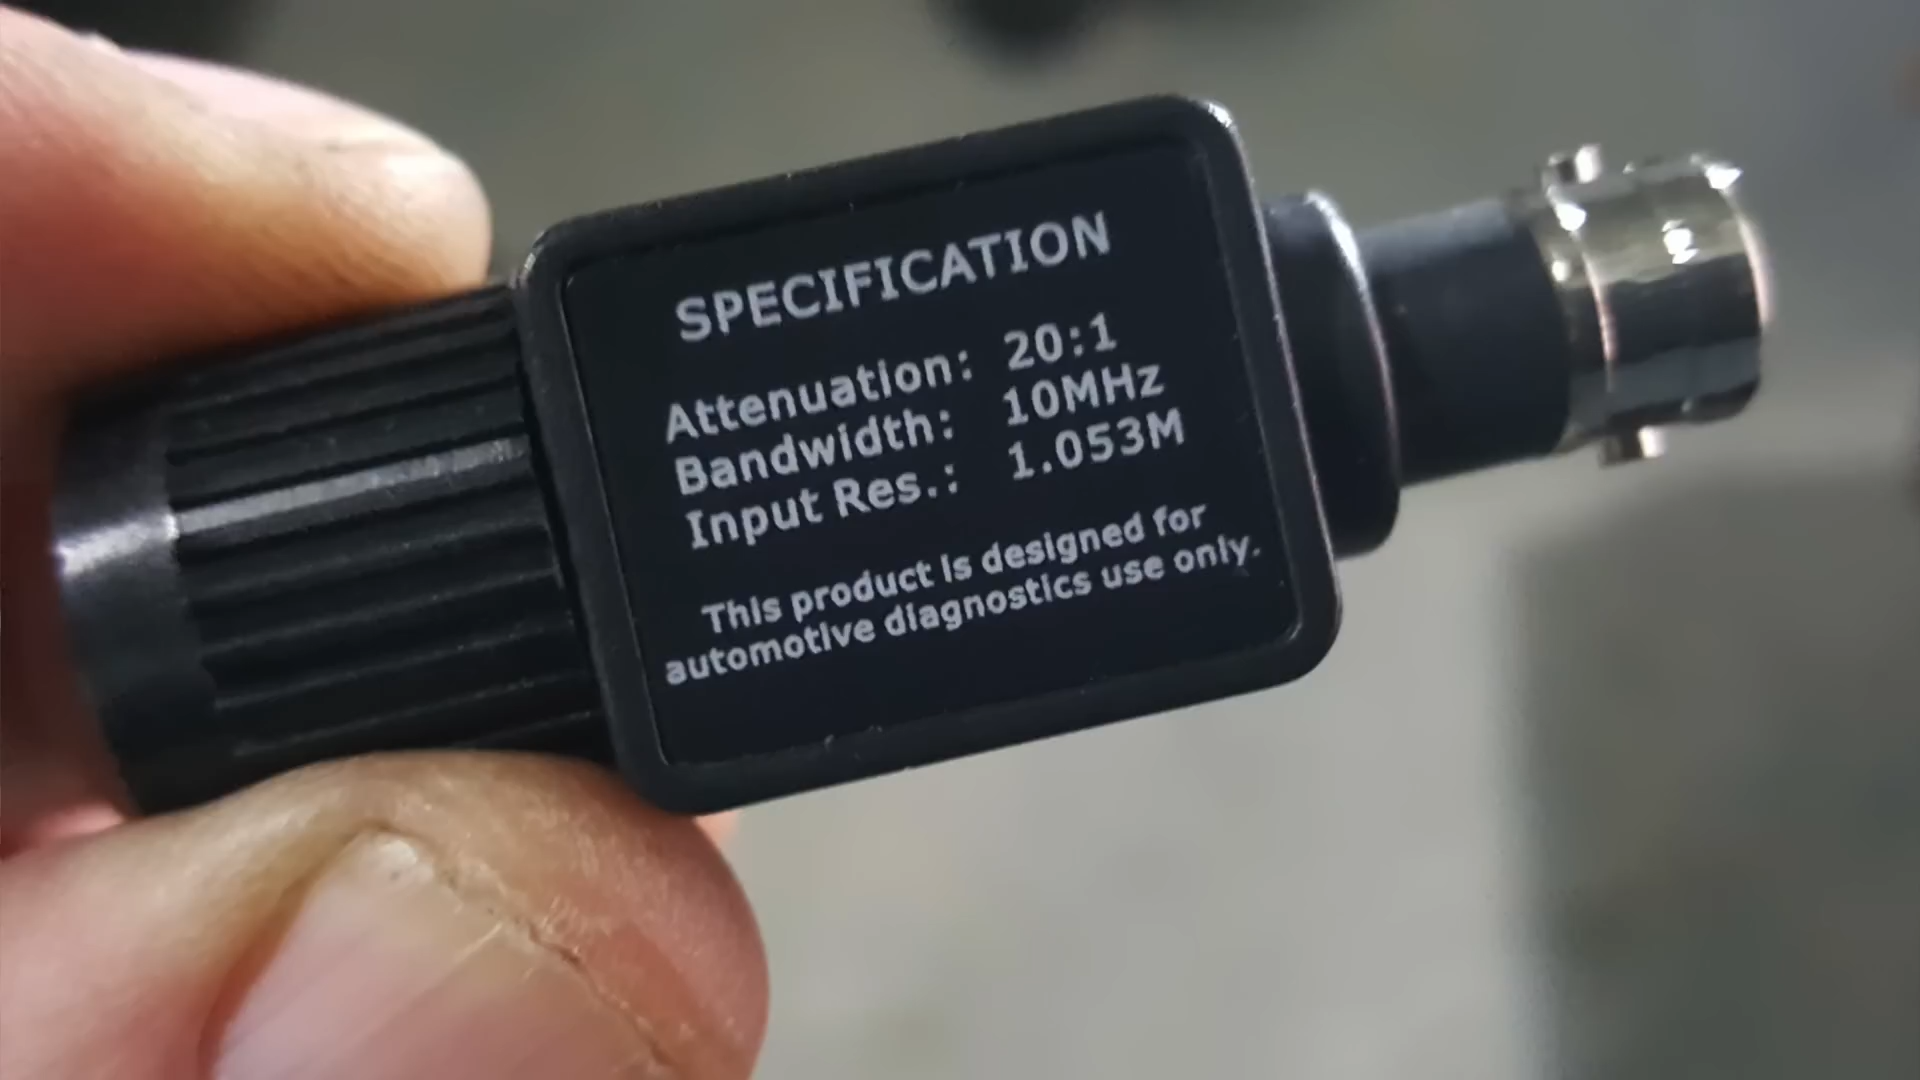 SPECIFICATION
Attenuation: 20:1
Bandwidth: 10MHz
Input Res.: 1.053M
This product is designed for
automotive diagnostics use only.